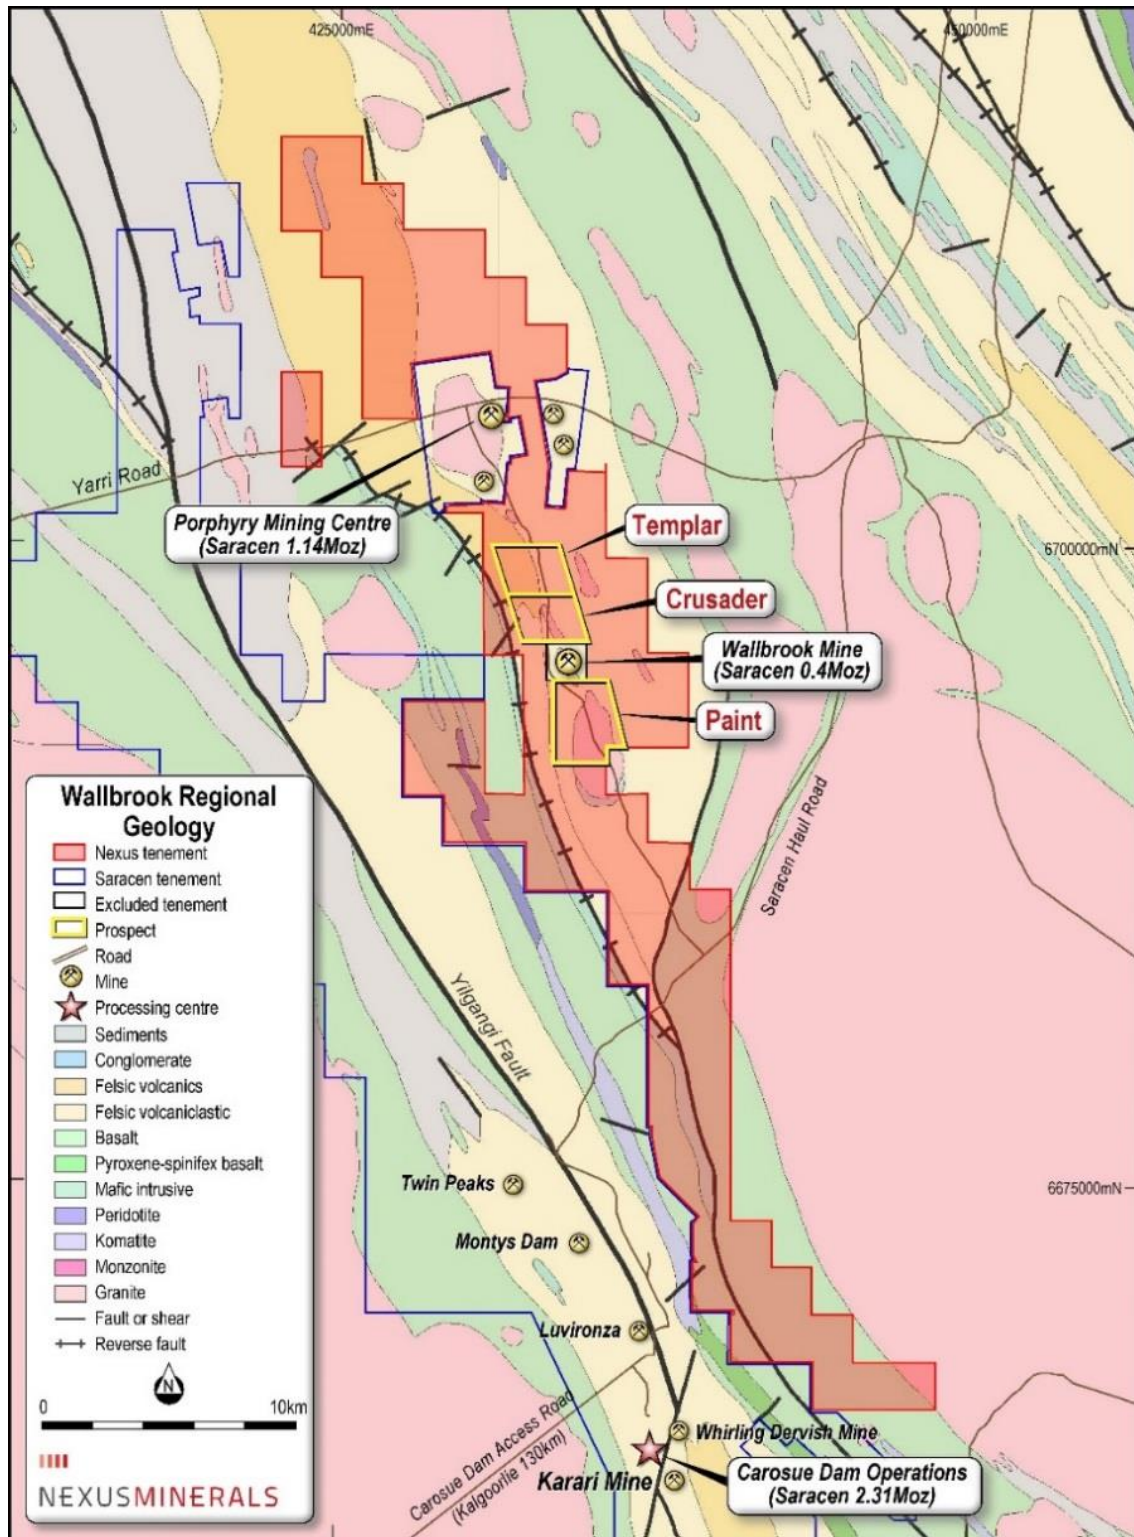 425000mE
450000mE
Yarri Road
Porphyry Mining Centre
(Saracen 1.14Moz)
Templar
6700000mN
Crusader
Wallbrook Mine
(Saracen 0.4Moz)
Paint
Saracen Haul Road
Wallbrook Regional
Geology
Nexus tenement
Saracen tenement
Excluded tenement
Prospect
Road
Mine
Processing centre
Sediments
Conglomerate
Felsic volcanics
Felsic volcaniclastic
Basalt
Pyroxene-spinifex basalt
Mafic intrusive
Peridotite
Komatite
Monzonite
Granite
Fault or shear
Reverse fault
N
0
10km
NEXUSMINERALS
Yilgangi Fault
Twin Peaks
6675000mN
Montys Dam
Luvironza
Carosue Dam Access Road
(Kalgoorlie 130km)
Whirling Dervish Mine
Karari Mine
Carosue Dam Operations
(Saracen 2.31Moz)